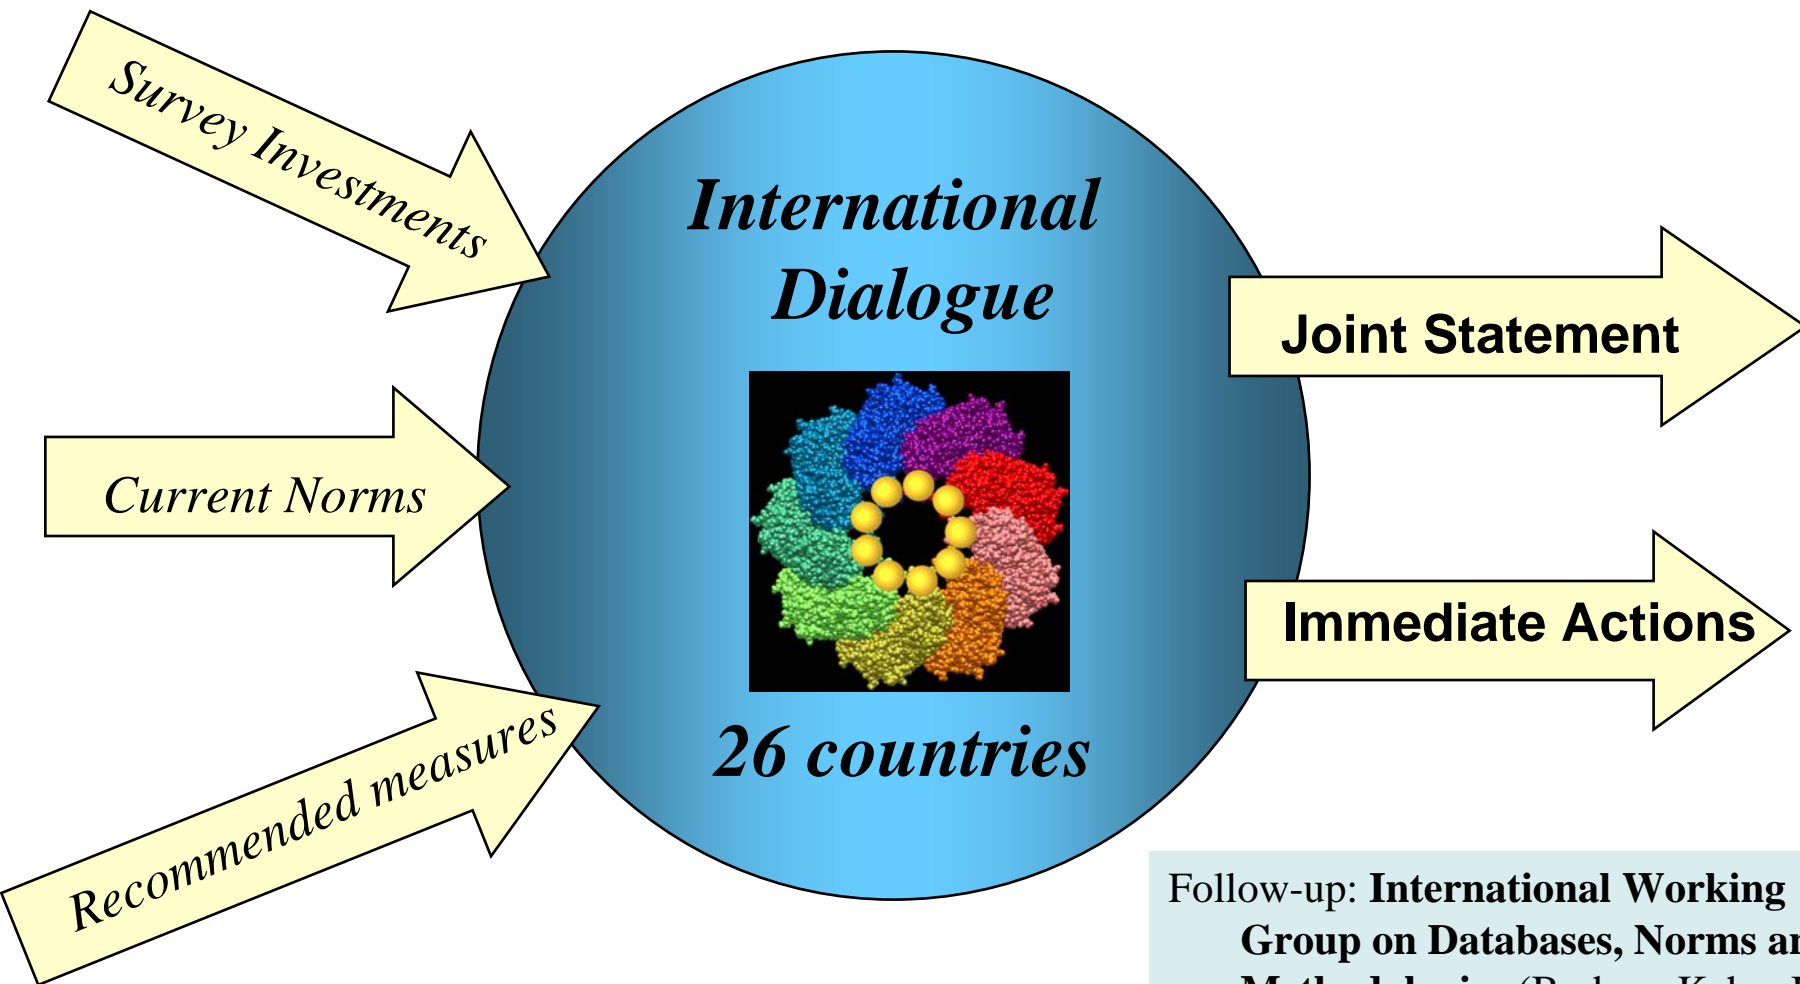 Survey Investments
Current Norms
Recommended measures
International
Dialogue
26 countries
Joint Statement
Immediate Actions
Follow-up: International Working
Group on Databases, Norms